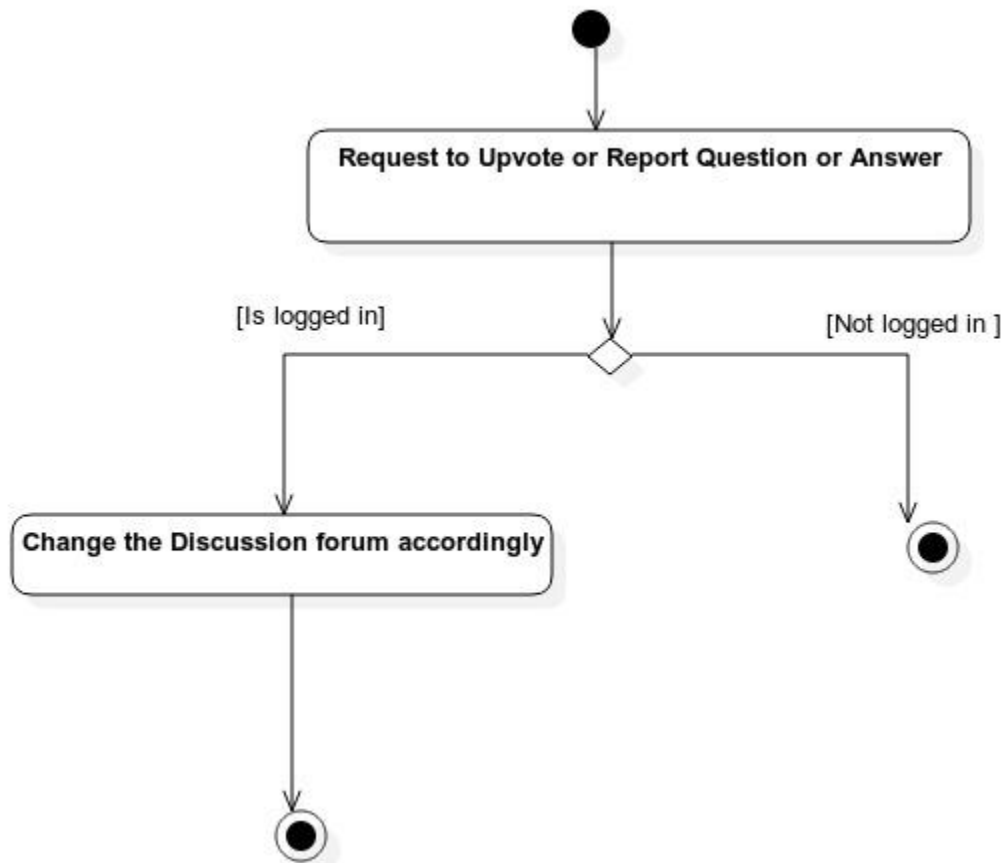 Request to Upvote or Report Question or Answer
[Is logged in]
[Not logged in ]
Change the Discussion forum accordingly